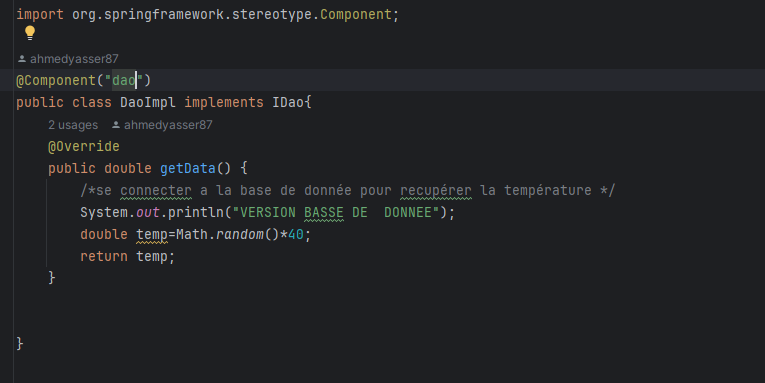 import org.springframework.stereotype.Component;
ahmedyasser87
@Component("dao")
public class DaoImpl implements IDao{
2 usages ahmedyasser87
@Override
public double getData() {
/*se connecter a la base de donnée pour recupérer la température */
System.out.println("VERSION BASSE DE  DONNEE");
double temp=Math.random()*40;
return temp;
}
}